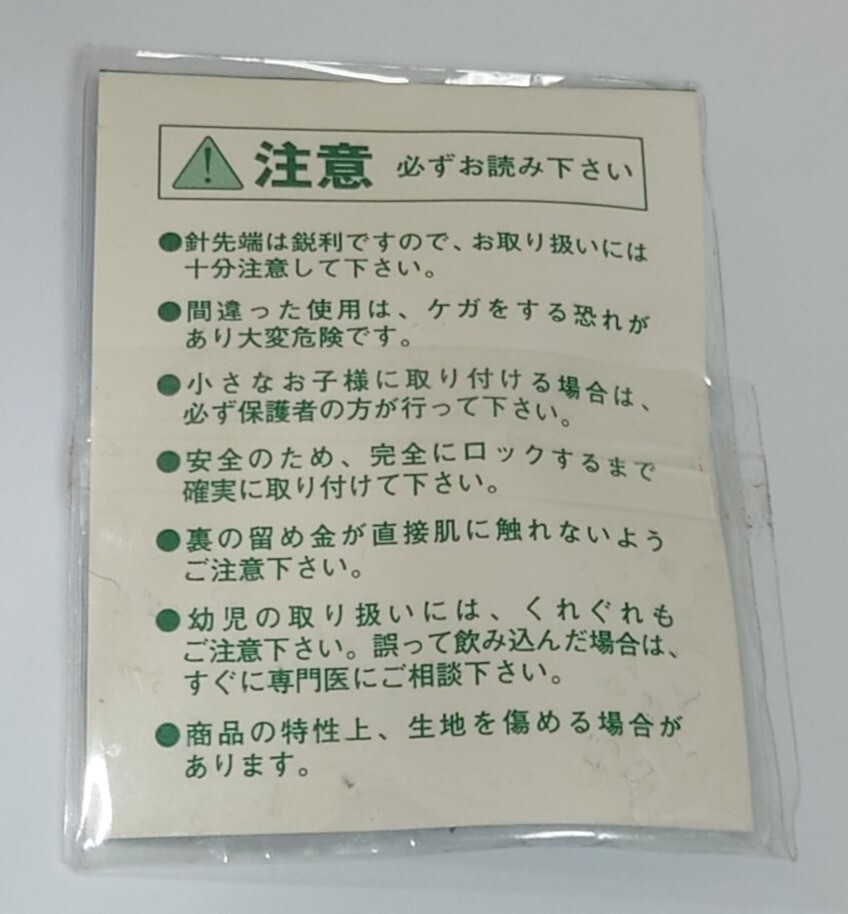 注意 必ずお読み下さい
●針先端は鋭利ですので、お取り扱いには
十分注意して下さい。
●間違った使用は、ケガをする恐れが
あり大変危険です。
●小さなお子様に取り付ける場合は、
必ず保護者の方が行って下さい。
●安全のため、完全にロックするまで
確実に取り付けて下さい。
●裏の留め金が直接肌に触れないよう
ご注意下さい。
●幼児の取り扱いには、くれぐれも
ご注意下さい。誤って飲み込んだ場合は、
すぐに専門医にご相談下さい。
●商品の特性上、生地を傷める場合が
あります。